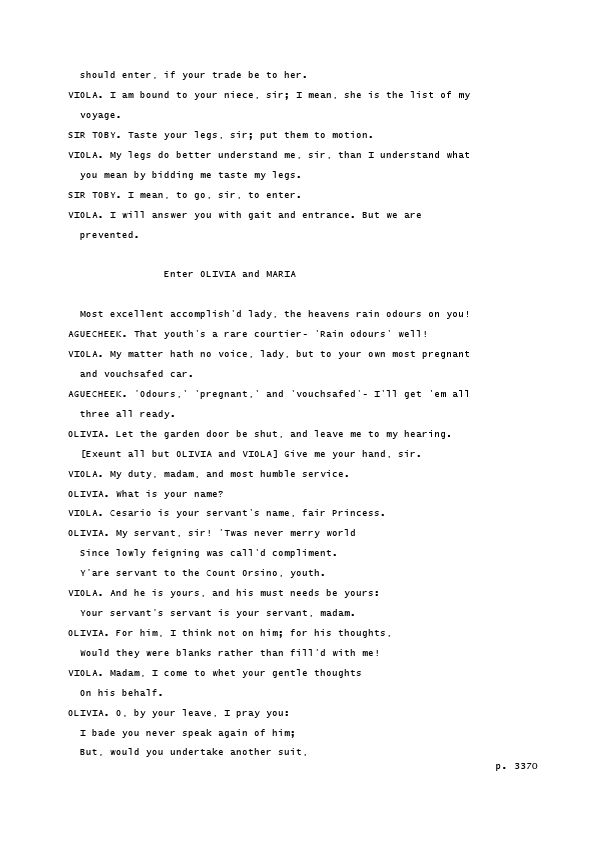 should enter, if your trade be to her.
VIOLA. I am bound to your niece, sir; I mean, she is the list of my
voyage.
SIR TOBY. Taste your legs, sir; put them to motion.
VIOLA. My legs do better understand me, sir, than I understand what
you mean by bidding me taste my legs.
SIR TOBY. I mean, to go, sir, to enter.
VIOLA. I will answer you with gait and entrance. But we are
prevented.
Enter OLIVIA and MARIA
Most excellent accomplish'd lady, the heavens rain odours on you!
AGUECHEEK. That youth's a rare courtier- 'Rain odours' well!
VIOLA. My matter hath no voice, lady, but to your own most pregnant
and vouchsafed car.
AGUECHEEK. 'Odours,' 'pregnant,' and 'vouchsafed'- I'll get 'em all
three all ready.
OLIVIA. Let the garden door be shut, and leave me to my hearing.
[Exeunt all but OLIVIA and VIOLA] Give me your hand, sir.
VIOLA. My duty, madam, and most humble service.
OLIVIA. What is your name?
VIOLA. Cesario is your servant's name, fair Princess.
OLIVIA. My servant, sir! 'Twas never merry world
Since lowly feigning was call'd compliment.
Y'are servant to the Count Orsino, youth.
VIOLA. And he is yours, and his must needs be yours:
Your servant's servant is your servant, madam.
OLIVIA. For him, I think not on him; for his thoughts,
Would they were blanks rather than fill'd with me!
VIOLA. Madam, I come to whet your gentle thoughts
On his behalf.
OLIVIA. O, by your leave, I pray you:
I bade you never speak again of him;
But, would you undertake another suit,
p. 3370